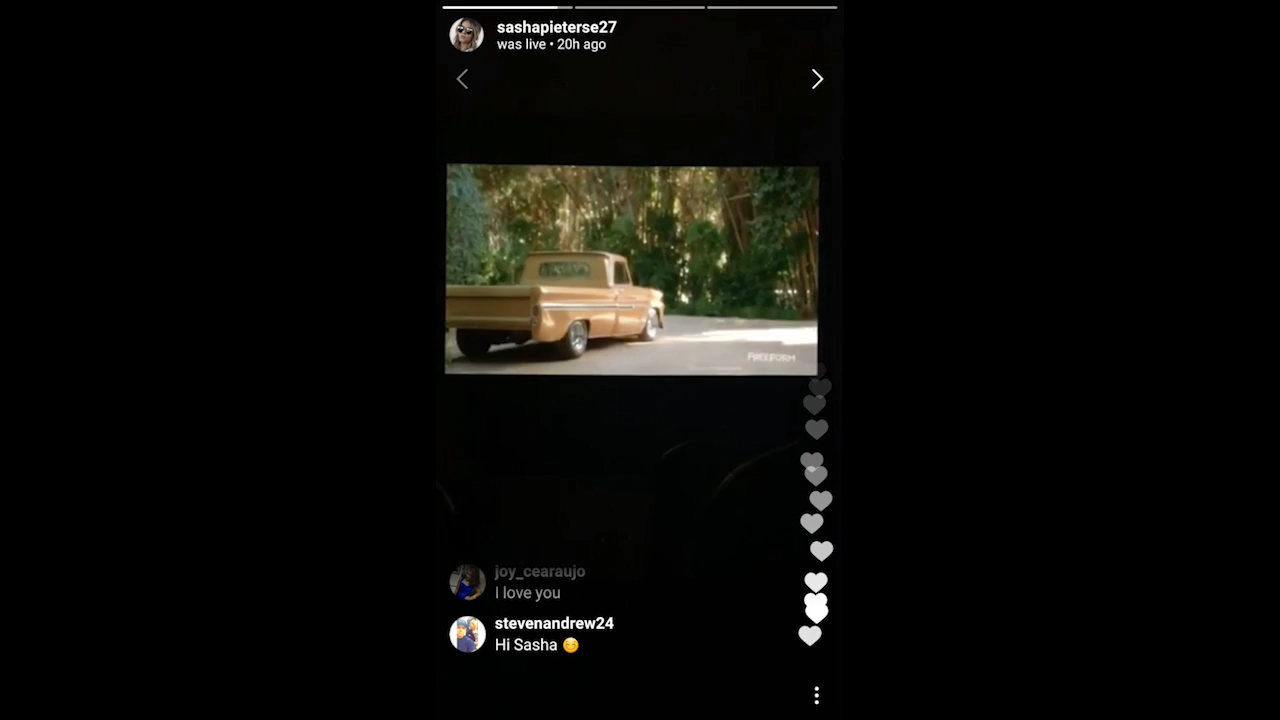 sashapieterse27
was live • 20h ago
FREEFORM
joy_cearaujo
I love you
stevenandrew24
Hi Sasha 😊